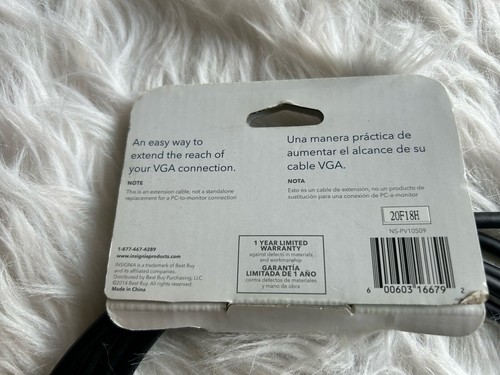 An easy way to
extend the reach of
your VGA connection.
NOTE
This is an extension cable, not a standalone
replacement for a PC-to-monitor connection
Una manera práctica de
aumentar el alcance de su
cable VGA.
NOTA
Este es un cable de extensión, no un producto de
sustitución para una conexión de PC-a-monitor
1-877-467-4289
www.insigniaproducts.com
INSIGNIA is a trademark of Best Buy
and its affiliated companies.
Distributed by Best Buy Purchasing, LLC.
©2014 Best Buy. All rights reserved.
Made in China
1 YEAR LIMITED
WARRANTY
against defects in materials
and workmanship
GARANTÍA
LIMITADA DE 1 AÑO
contra defectos de materiales
y mano de obra
20F18H
NS-PV10509
6 00603 16679 2